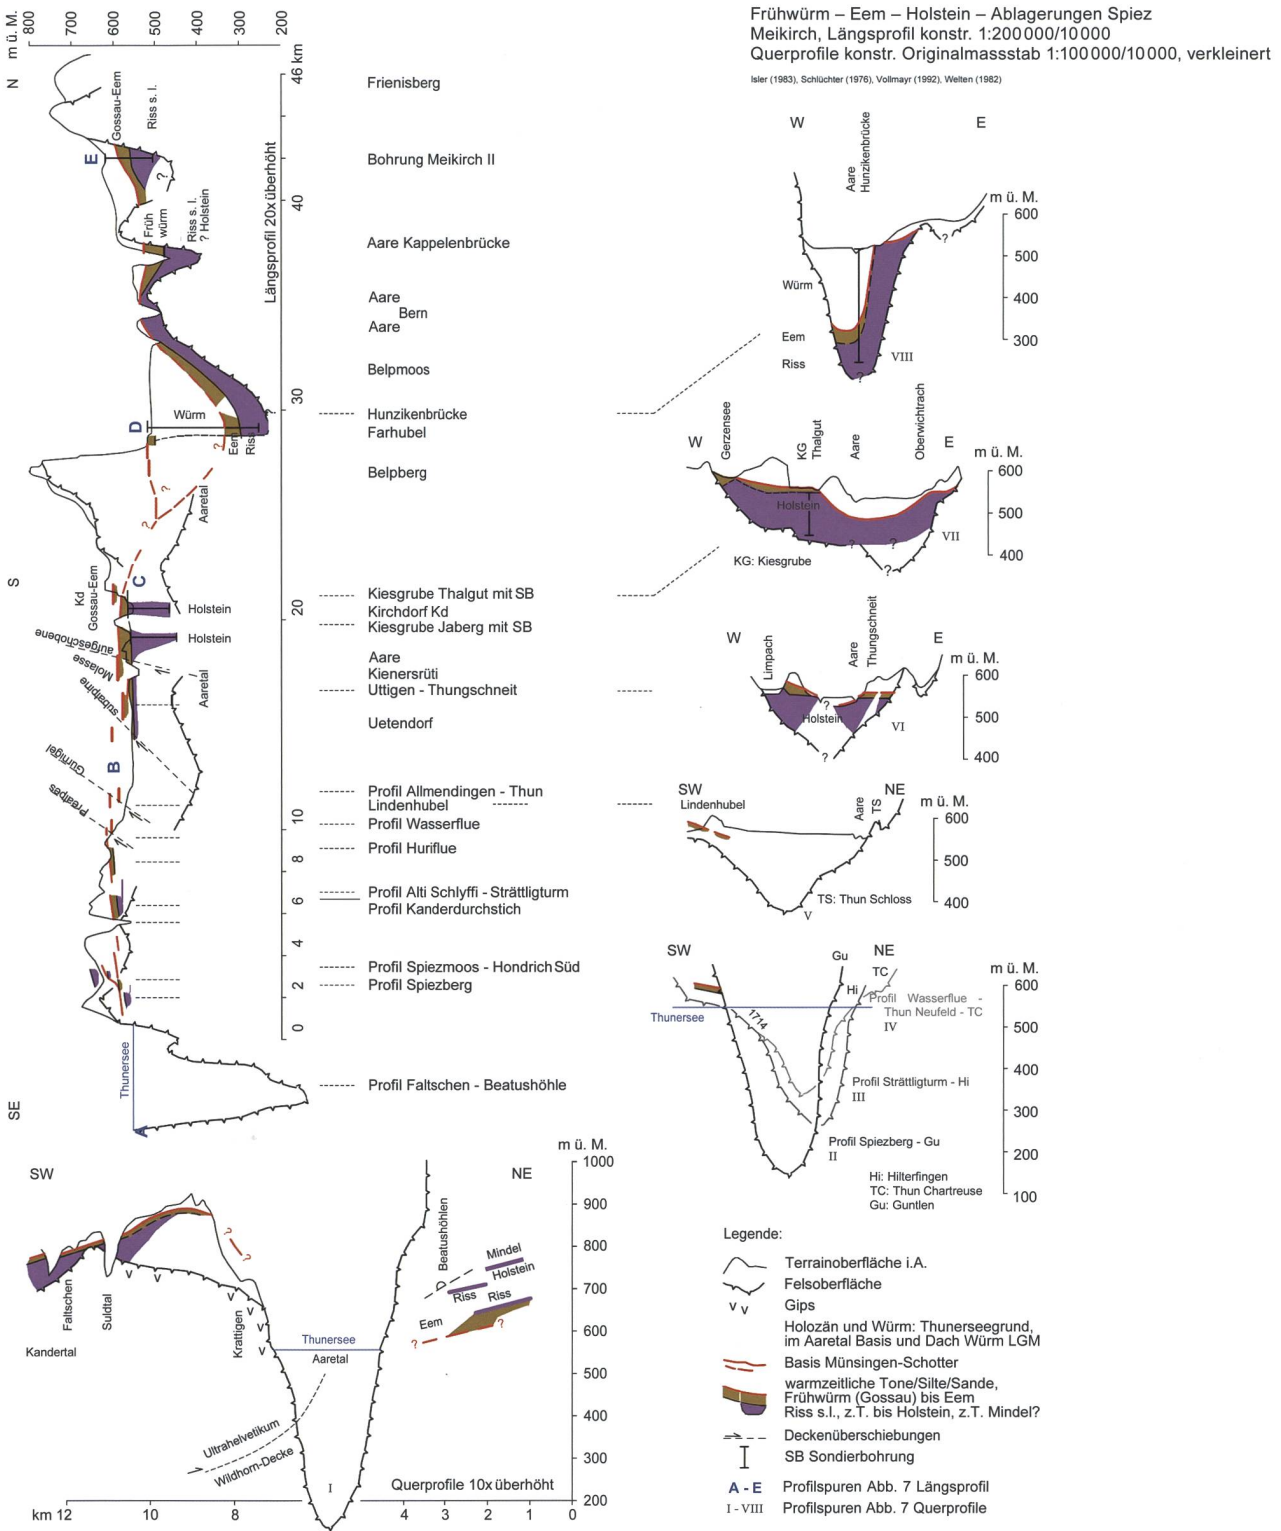 Frühwürm – Eem – Holstein – Ablagerungen Spiez
Meikirch, Längsprofil konstr. 1:200 000/10 000
Querprofile konstr. Originalmassstab 1:100 000/10 000, verkleinert
Isler (1983), Schlüchter (1976), Vollmayr (1992), Welten (1982)
m ü. M.
800
700
600
500
400
300
200
N
S
SE
46 km
40
30
20
10
8
6
4
2
0
Längsprofil 20x überhöht
Gossau-Eem
Riss s. l.
E
?
Früh
würm
Riss s. l.
? Holstein
Würm
D
Eem
Riss
?
?
?
?
Aaretal
C
Kd
Gossau-Eem
Holstein
Holstein
aufgeschobene
Molasse
subalpine
Aaretal
B
Gurnigel
Prealpes
Thunersee
A
Frienisberg
Bohrung Meikirch II
Aare Kappelenbrücke
Aare
Bern
Aare
Belpmoos
Hunzikenbrücke
Farhubel
Belpberg
Kiesgrube Thalgut mit SB
Kirchdorf Kd
Kiesgrube Jaberg mit SB
Aare
Kienersrüti
Uttigen - Thungschneit
Uetendorf
Profil Allmendingen - Thun
Lindenhubel
Profil Wasserflue
Profil Huriflue
Profil Alti Schlyffi - Strättligturm
Profil Kanderdurchstich
Profil Spiezmoos - Hondrich Süd
Profil Spiezberg
Profil Faltschen - Beatushöhle
W
E
Aare
Hunzikenbrücke
m ü. M.
600
500
400
300
?
Würm
Eem
Riss
VIII
?
W
E
Gerzensee
KG
Thalgut
Aare
Oberwichtrach
m ü. M.
600
500
400
Holstein
VII
?
?
?
KG: Kiesgrube
W
E
Limpach
Aare
Thungschneit
m ü. M.
600
500
400
?
Holstein
VI
?
SW
NE
Lindenhubel
Aare
TS
m ü. M.
600
500
400
TS: Thun Schloss
V
SW
NE
Gu
Hi
TC
m ü. M.
600
500
400
300
200
100
Thunersee
1714
Profil Wasserflue -
Thun Neufeld - TC
IV
Profil Strättligturm - Hi
III
Profil Spiezberg - Gu
II
Hi: Hilterfingen
TC: Thun Chartreuse
Gu: Guntlen
SW
NE
m ü. M.
1000
900
800
700
600
500
400
300
200
Faltschen
Suldtal
Krattigen
Kandertal
?
?
V V V V V V
Thunersee
Aaretal
Beatushöhlen
Mindel
Holstein
Riss
Riss
Eem
?
?
Ultrahelvetikum
Wildhorn-Decke
I
Querprofile 10x überhöht
km 12
10
8
4
3
2
1
0
Legende:
Terrainoberfläche i.A.
Felsoberfläche
V V
Gips
Holozän und Würm: Thunerseegrund,
im Aaretal Basis und Dach Würm LGM
Basis Münsingen-Schotter
warmzeitliche Tone/Silte/Sande,
Frühwürm (Gossau) bis Eem
Riss s.l., z.T. bis Holstein, z.T. Mindel?
Deckenüberschiebungen
SB Sondierbohrung
A - E Profilspuren Abb. 7 Längsprofil
I - VIII Profilspuren Abb. 7 Querprofile